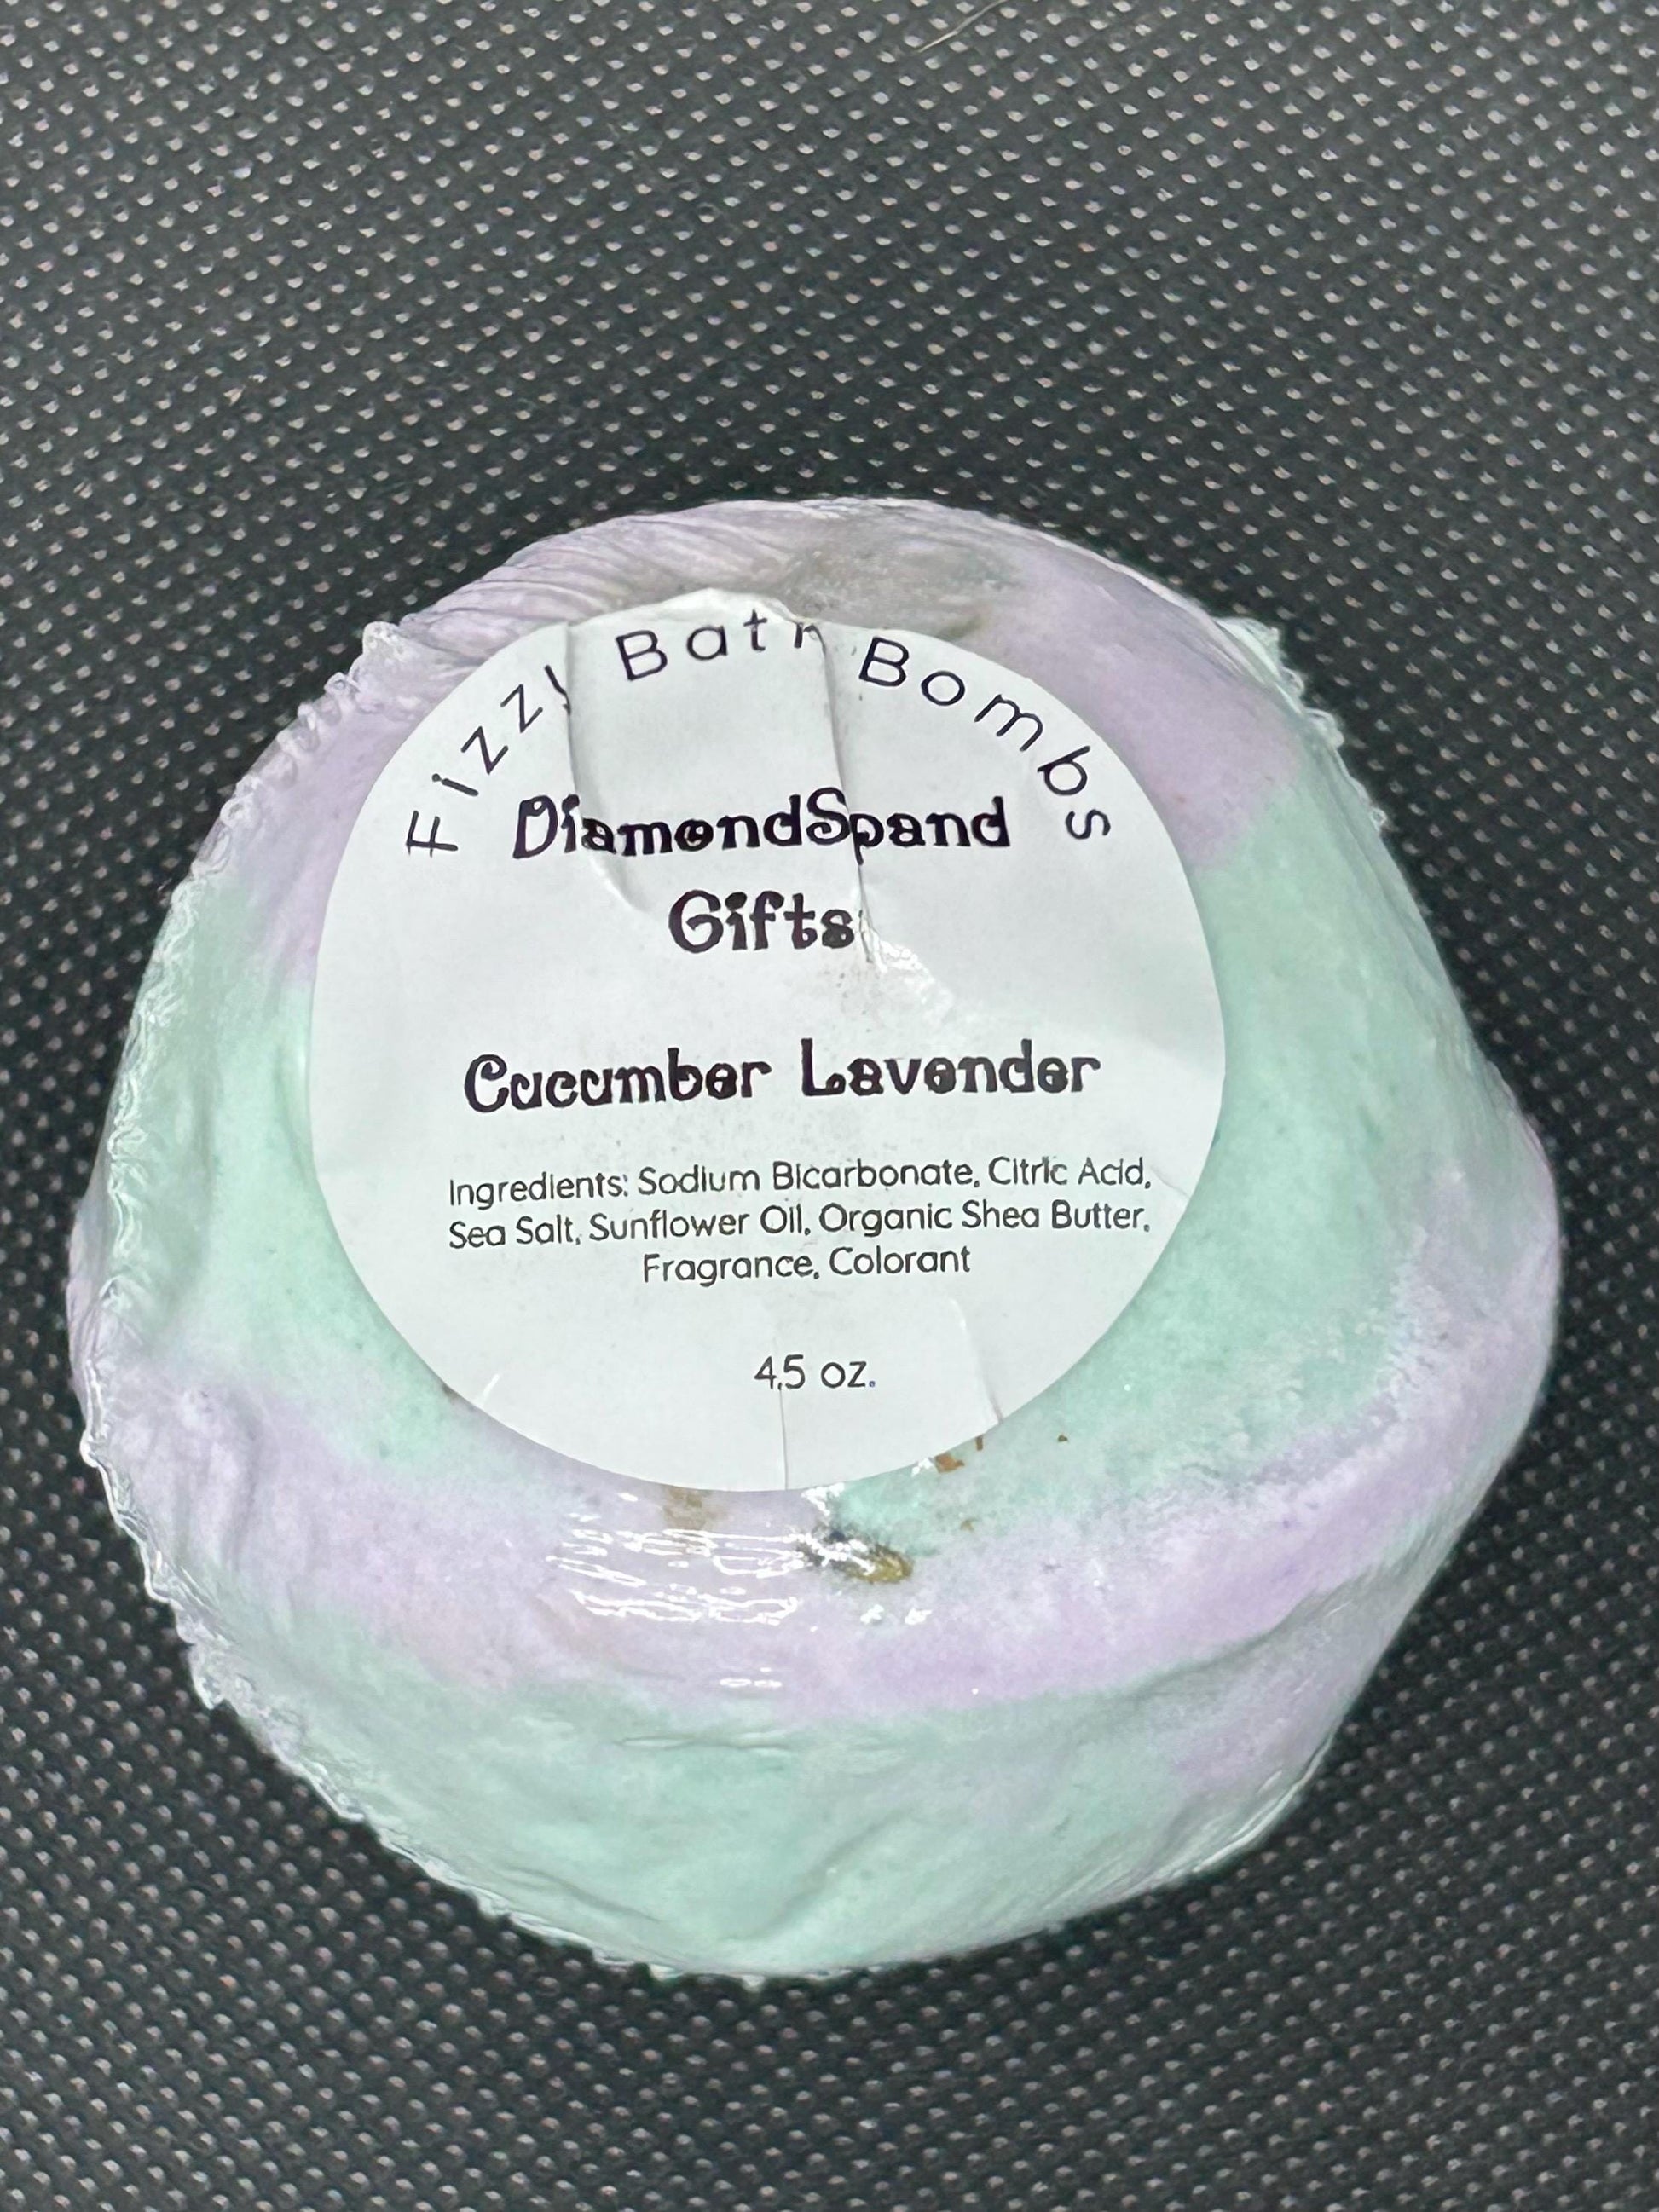 Fizzy Bath Bombs
DiamondSpand
Gifts
Cucumber Lavender
Ingredients: Sodium Bicarbonate, Citric Acid,
Sea Salt, Sunflower Oil, Organic Shea Butter,
Fragrance, Colorant
4.5 oz.